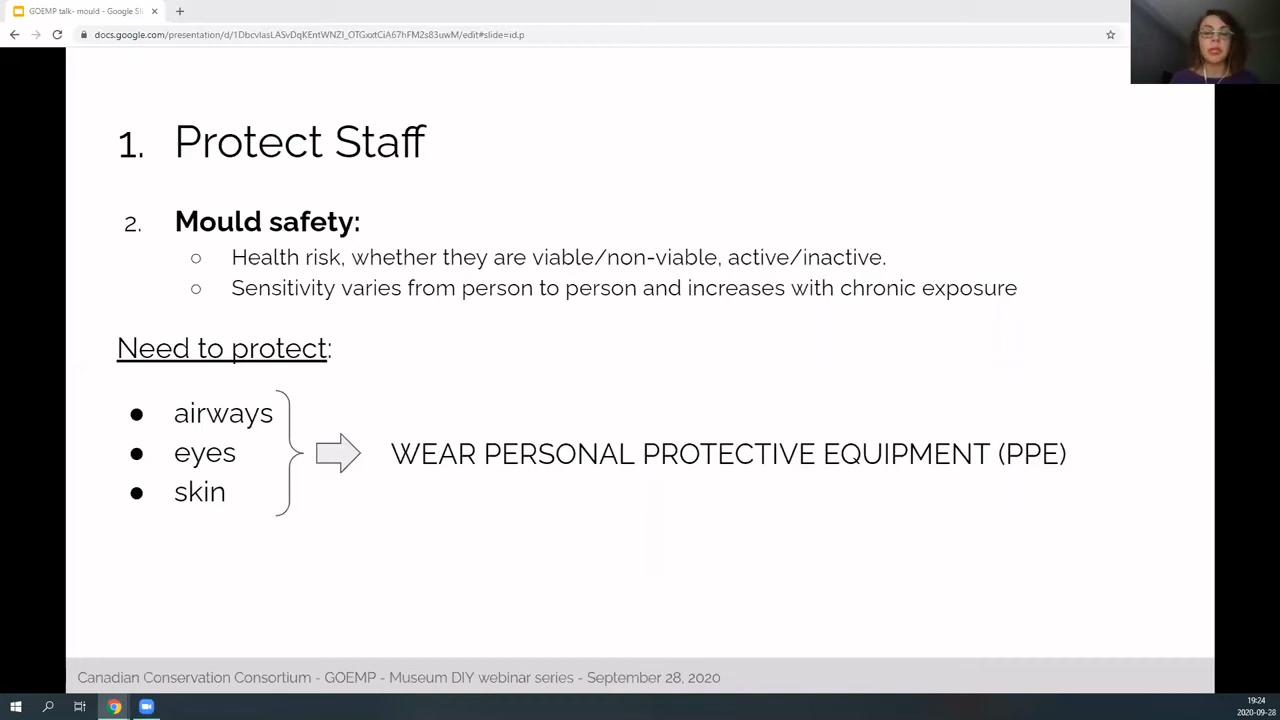 GOEMP talk- mould - Google Sli
docs.google.com/presentation/d/1DbcvIasLASvDqKEntWNZI_OTGxxtCiA67hFM2s83uwM/edit#slide=id.p
1. Protect Staff
2. Mould safety:
○ Health risk, whether they are viable/non-viable, active/inactive.
○ Sensitivity varies from person to person and increases with chronic exposure
Need to protect:
● airways
● eyes
● skin
WEAR PERSONAL PROTECTIVE EQUIPMENT (PPE)
Canadian Conservation Consortium - GOEMP - Museum DIY webinar series - September 28, 2020
19:24
2020-09-28